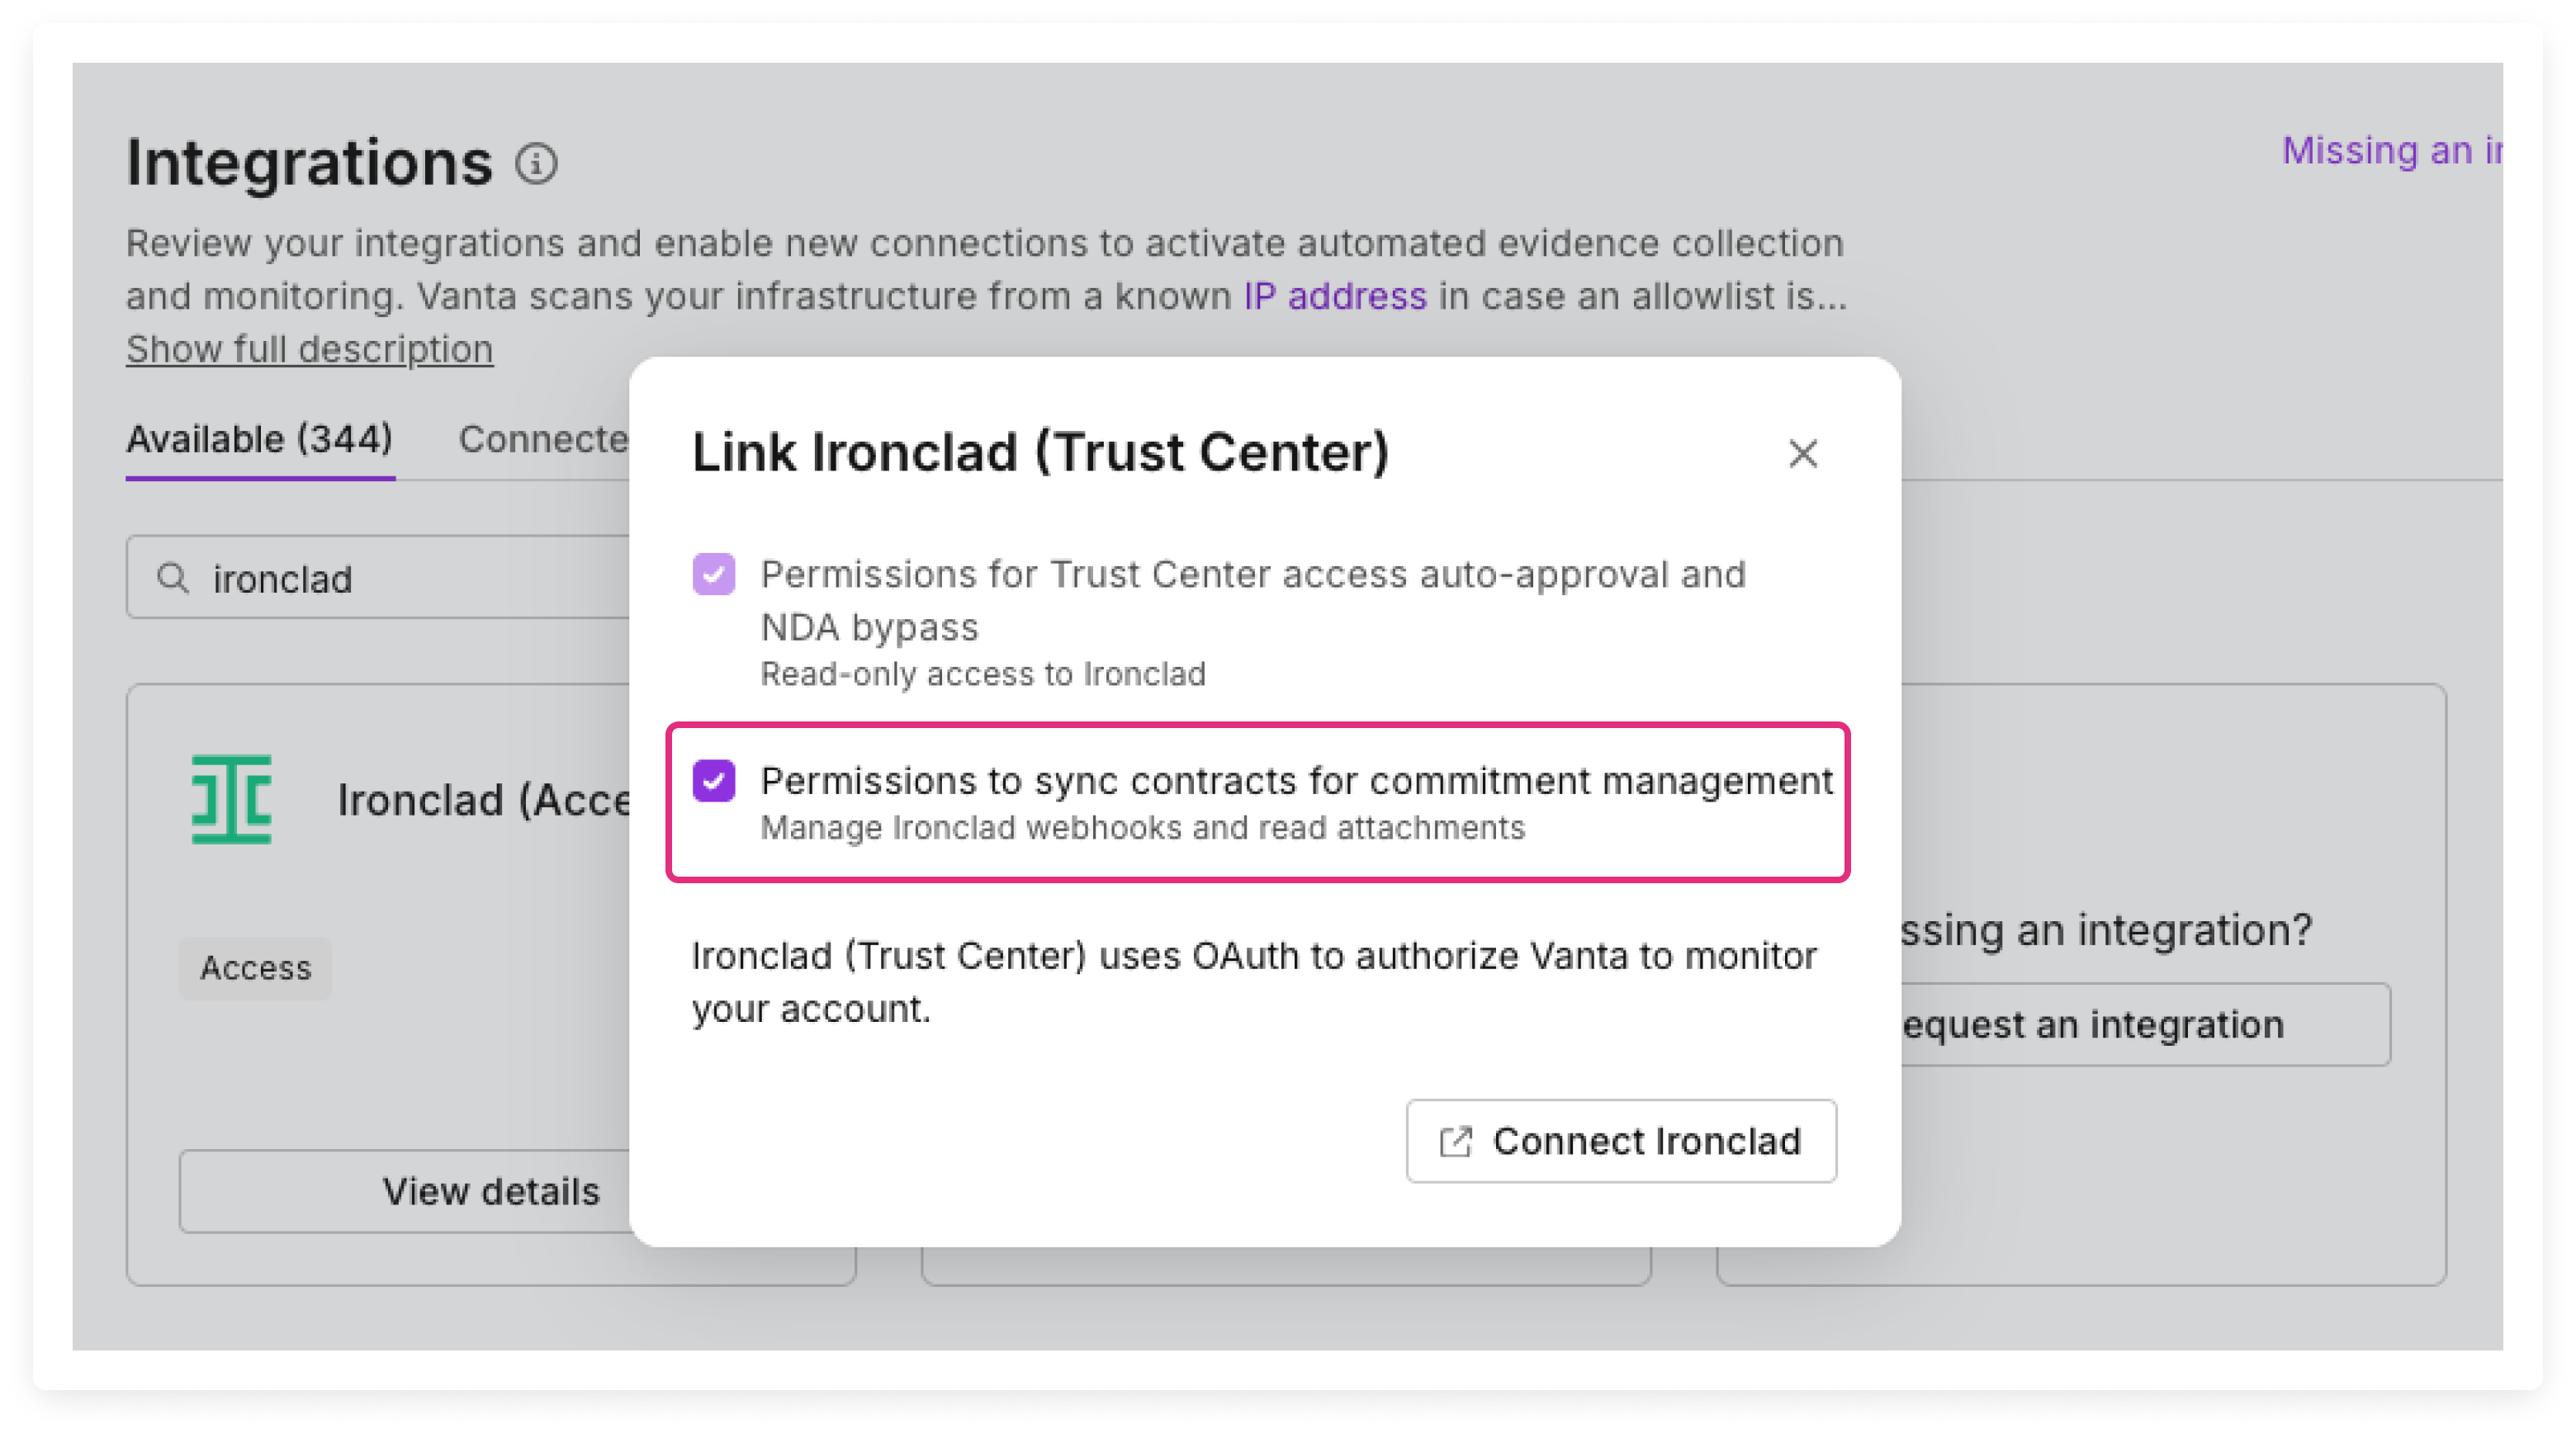 Integrations
Missing an
Review your integrations and enable new connections to activate automated evidence collection
and monitoring. Vanta scans your infrastructure from a known IP address in case an allowlist is...
Show full description
Available (344)
Connecte
ironclad
Ironclad (Acce
Access
View details
Link Ironclad (Trust Center)
Permissions for Trust Center access auto-approval and
NDA bypass
Read-only access to Ironclad
Permissions to sync contracts for commitment management
Manage Ironclad webhooks and read attachments
Ironclad (Trust Center) uses OAuth to authorize Vanta to monitor
your account.
Connect Ironclad
ssing an integration?
equest an integration